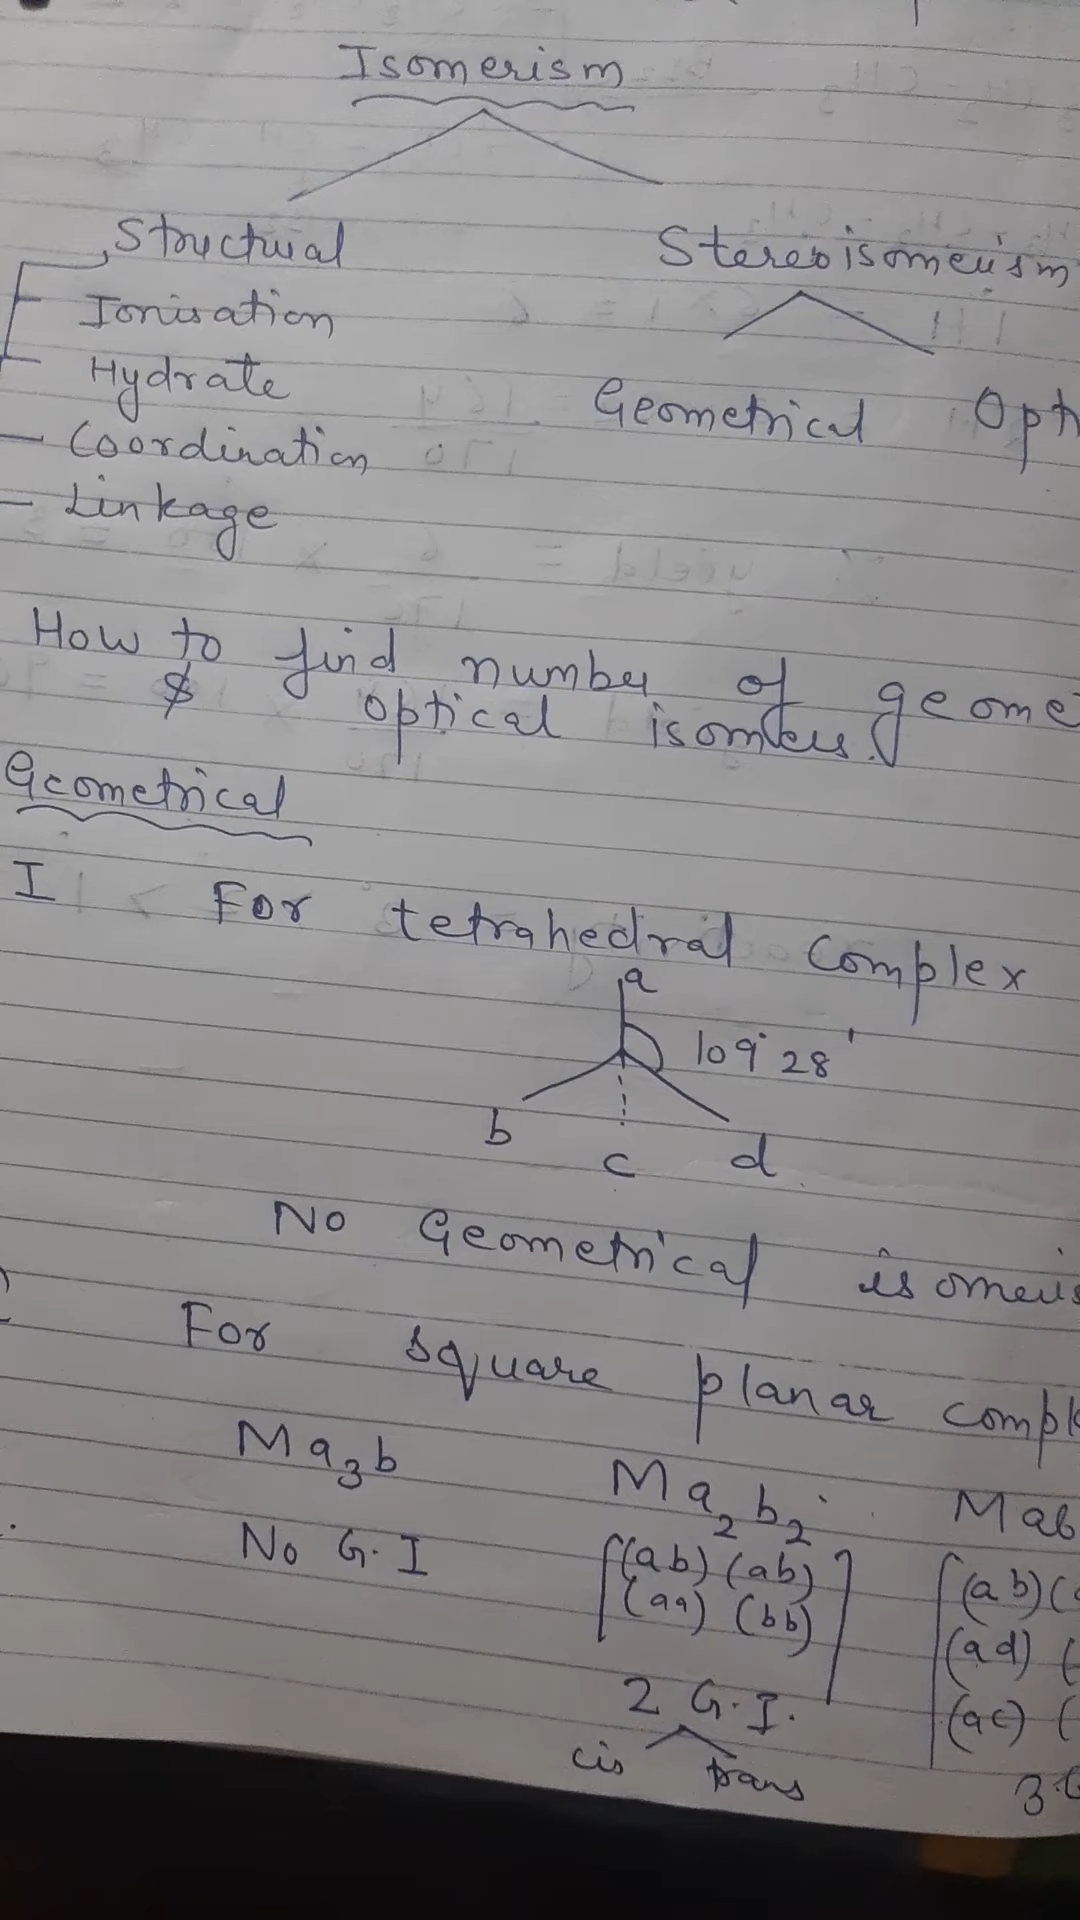 Isomerism
Structural Stereoisomerism
Ionisation
Hydrate Geometrical Opt
Coordination
Linkage
How to find number of geome
& optical isomers.
Geometrical
I For tetrahedral complex
a
109°28'
b c d
No Geometrical isomeris
For square planar compl
Ma3b Ma2b2 Mab
No G.I [(ab) (ab)] [(ab)(
(aa) (bb) (ad) (
2 G.I. (ac) (
cis trans 3.G